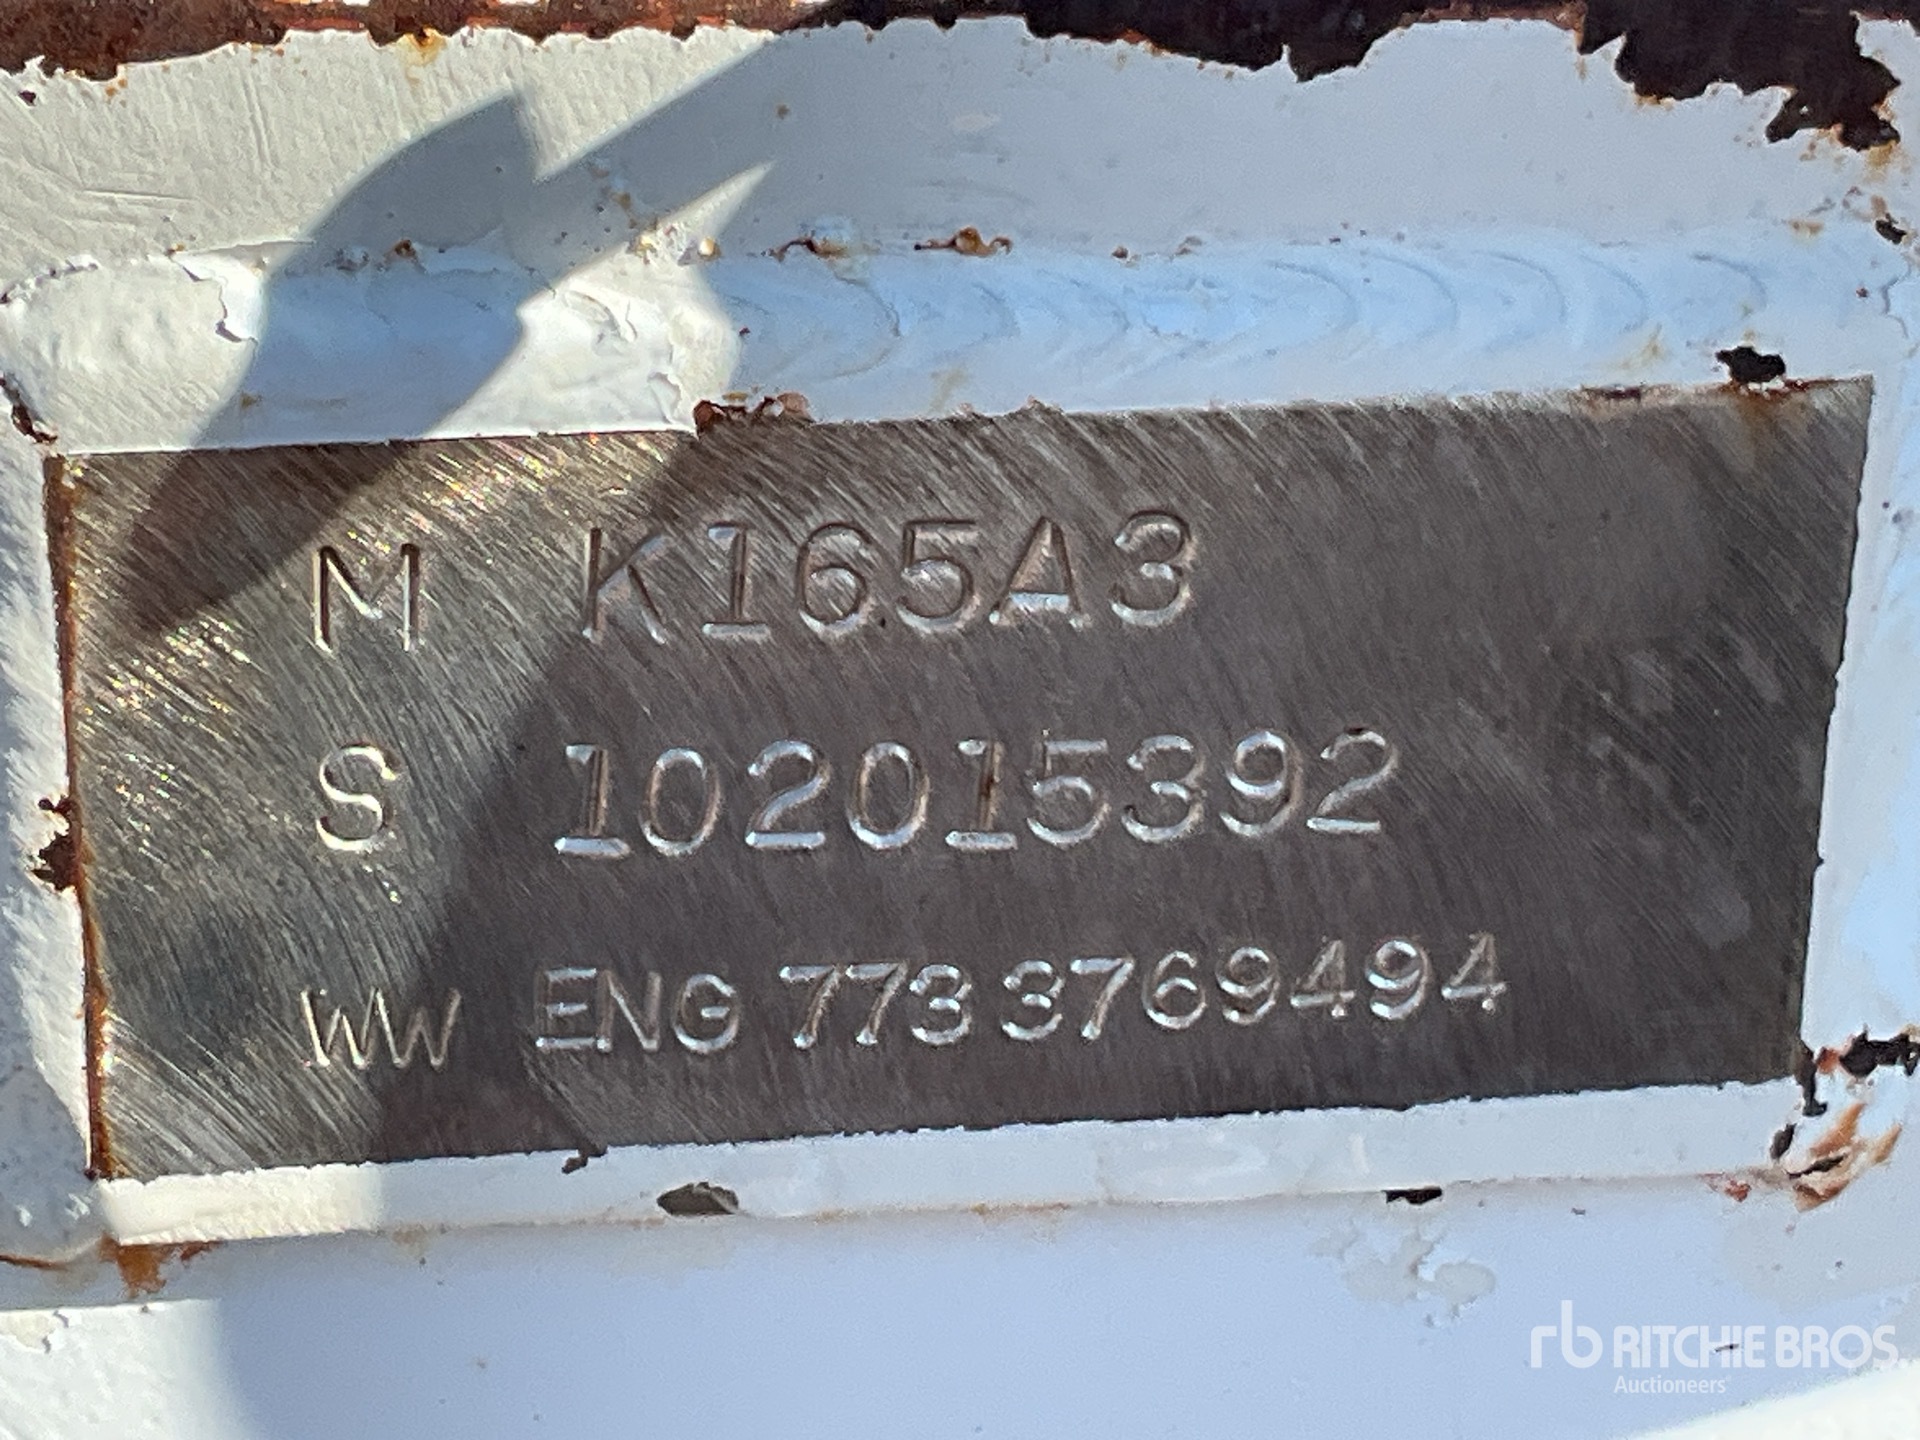 M K165A3
S 102015392
WW ENG 773 3769494
rb RITCHIE BROS.
Auctioneers